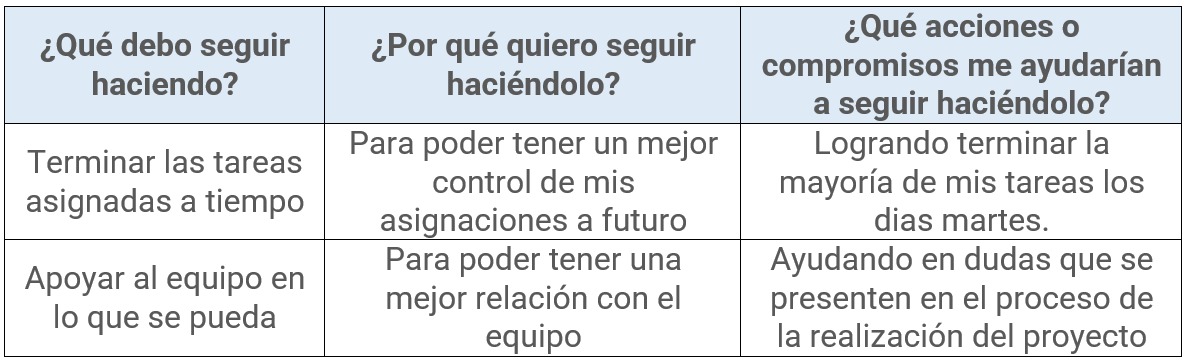 ¿Qué debo seguir
haciendo?
¿Por qué quiero seguir
haciéndolo?
¿Qué acciones o
compromisos me ayudarían
a seguir haciéndolo?
Terminar las tareas
asignadas a tiempo
Para poder tener un mejor
control de mis
asignaciones a futuro
Logrando terminar la
mayoría de mis tareas los
dias martes.
Apoyar al equipo en
lo que se pueda
Para poder tener una
mejor relación con el
equipo
Ayudando en dudas que se
presenten en el proceso de
la realización del proyecto